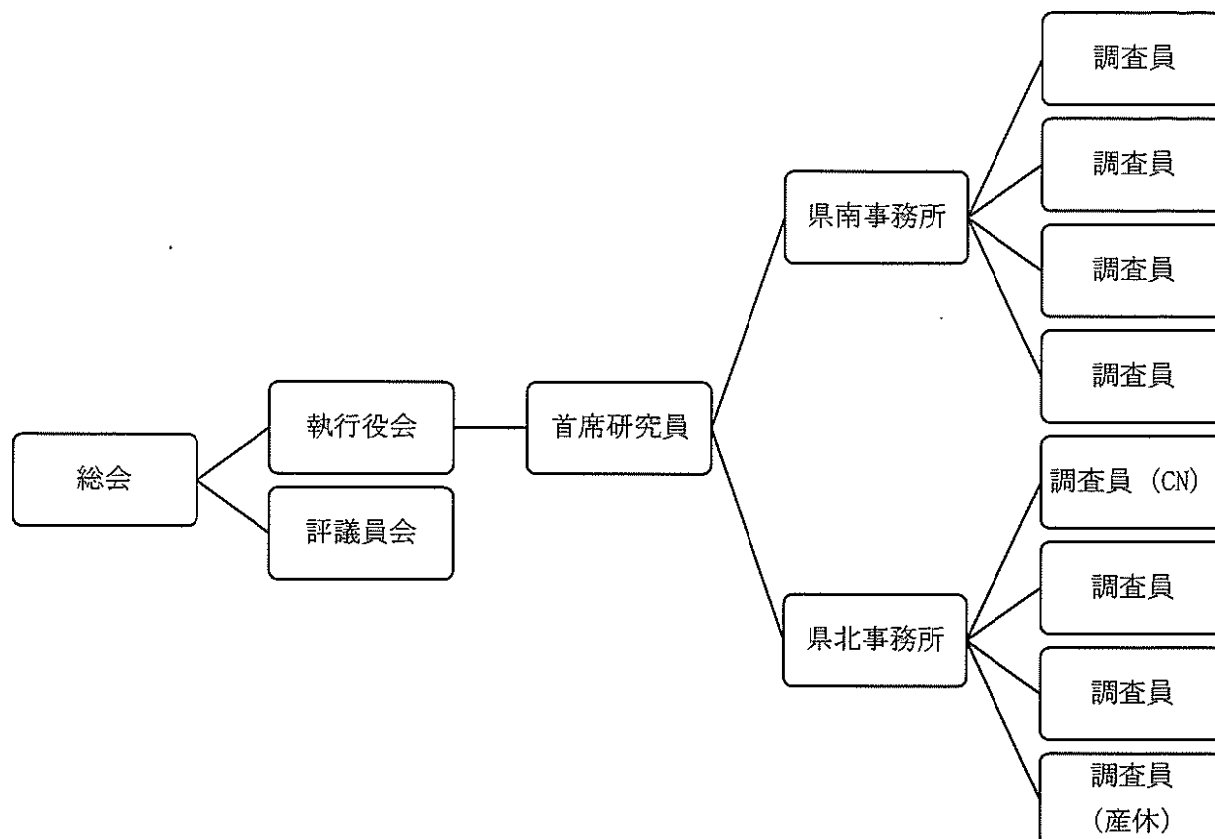 総会
執行役会
評議員会
首席研究員
県南事務所
調査員
調査員
調査員
調査員
県北事務所
調査員（CN）
調査員
調査員
調査員
（産休）